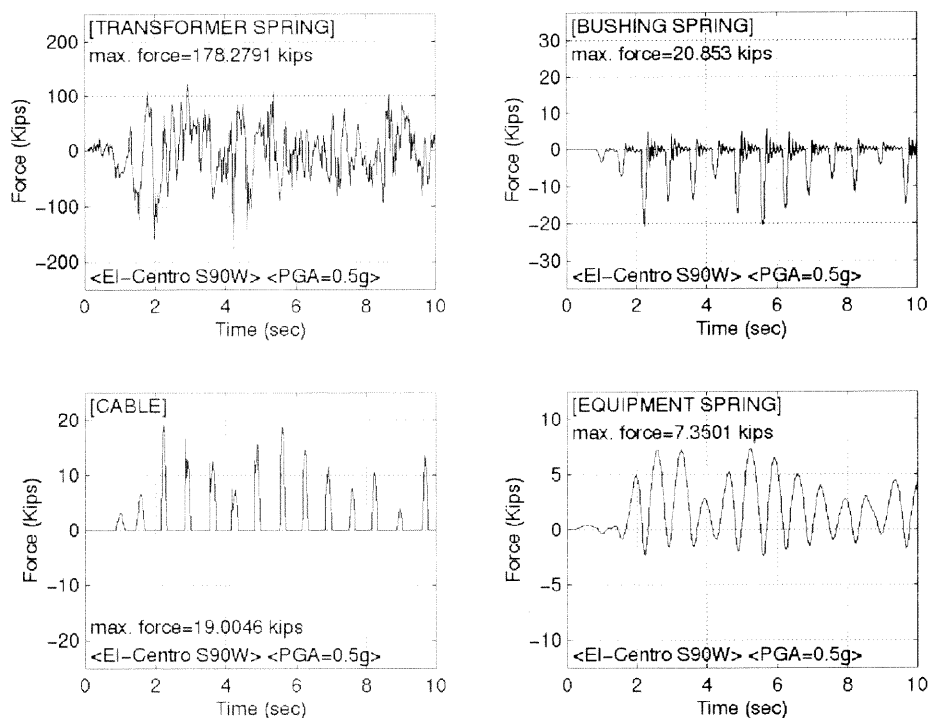 [TRANSFORMER SPRING]
max. force=178.2791 kips
200
100
0
−100
−200
Force (Kips)
<El−Centro S90W> <PGA=0.5g>
0 2 4 6 8 10
Time (sec)
[BUSHING SPRING]
max. force=20.853 kips
30
20
10
0
−10
−20
−30
Force (Kips)
<El−Centro S90W> <PGA=0.5g>
0 2 4 6 8 10
Time (sec)
[CABLE]
20
10
0
−10
−20
Force (Kips)
max. force=19.0046 kips
<El−Centro S90W> <PGA=0.5g>
0 2 4 6 8 10
Time (sec)
[EQUIPMENT SPRING]
max. force=7.3501 kips
10
5
0
−5
−10
Force (Kips)
<El−Centro S90W> <PGA=0.5g>
0 2 4 6 8 10
Time (sec)